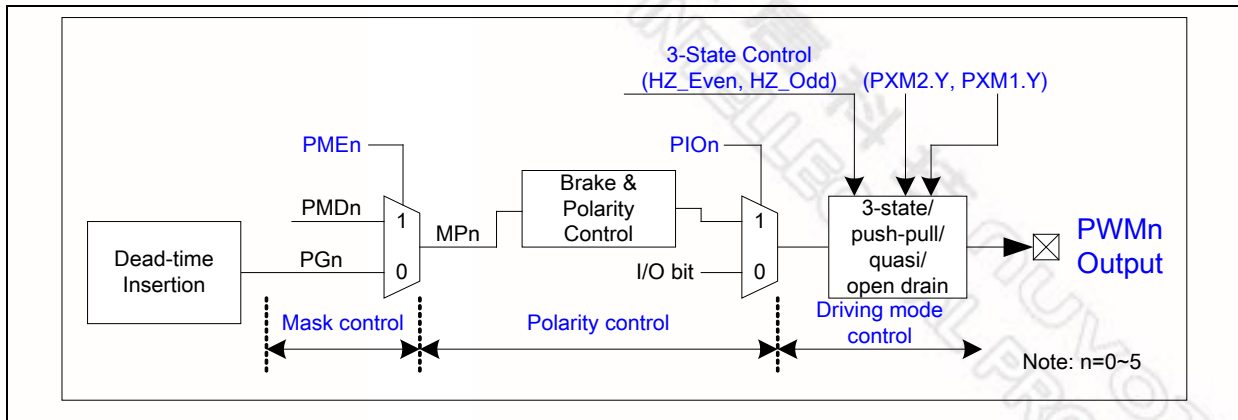 3-State Control
(HZ_Even, HZ_Odd)
(PXM2.Y, PXM1.Y)
PMEn
PIOn
PMDn
1
PGn
0
MPn
Dead-time
Insertion
Brake &
Polarity
Control
1
I/O bit
0
3-state/
push-pull/
quasi/
open drain
PWMn
Output
Mask control
Polarity control
Driving mode
control
Note: n=0~5